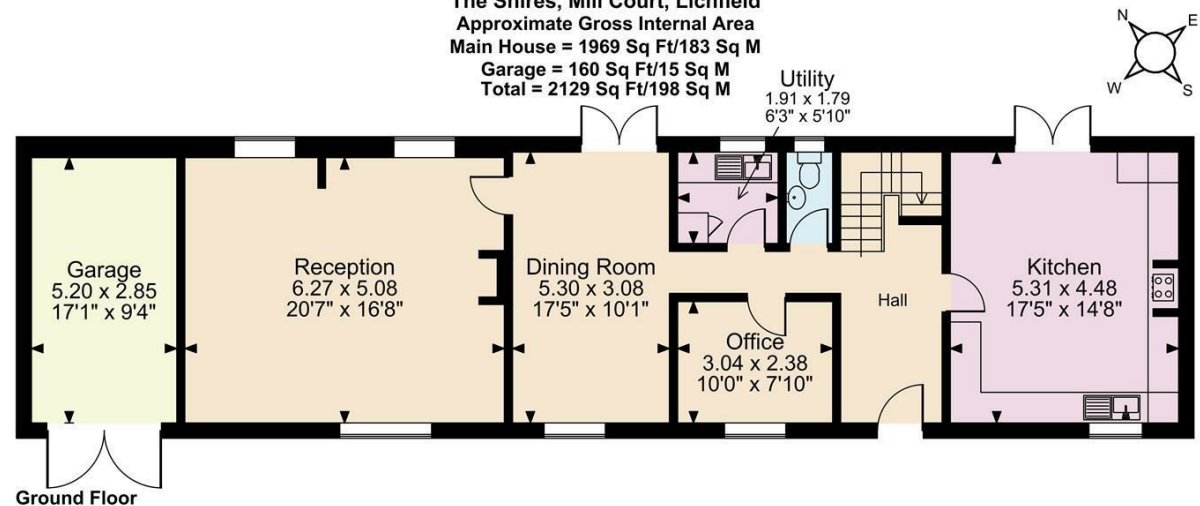 The Shires, Mill Court, Lichfield
Approximate Gross Internal Area
Main House = 1969 Sq Ft/183 Sq M
Garage = 160 Sq Ft/15 Sq M
Total = 2129 Sq Ft/198 Sq M
N
E
W
S
Utility
1.91 x 1.79
6'3" x 5'10"
Garage
5.20 x 2.85
17'1" x 9'4"
Reception
6.27 x 5.08
20'7" x 16'8"
Dining Room
5.30 x 3.08
17'5" x 10'1"
Office
3.04 x 2.38
10'0" x 7'10"
Hall
Kitchen
5.31 x 4.48
17'5" x 14'8"
Ground Floor